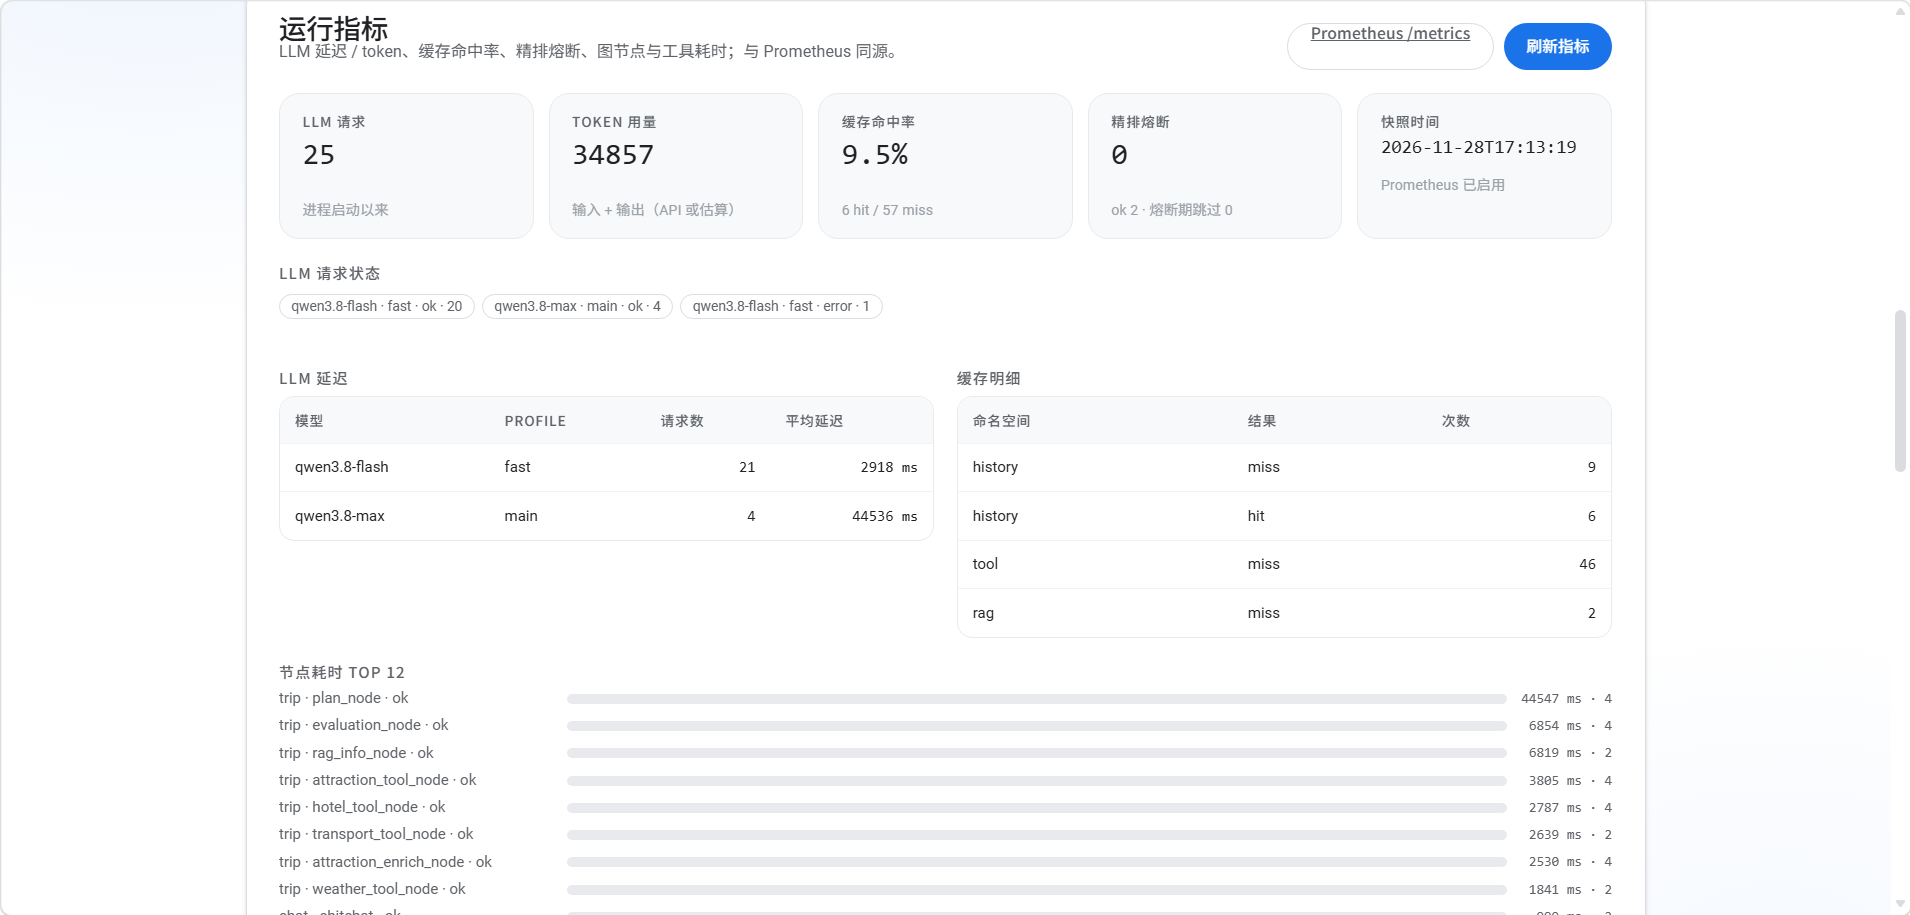 运行指标
LLM 延迟 / token、缓存命中率、精排熔断、图节点与工具耗时；与 Prometheus 同源。
Prometheus /metrics
刷新指标
LLM 请求
25
进程启动以来
TOKEN 用量
34857
输入 + 输出（API 或估算）
缓存命中率
9.5%
6 hit / 57 miss
精排熔断
0
ok 2 · 熔断期跳过 0
快照时间
2026-11-28T17:13:19
Prometheus 已启用
LLM 请求状态
qwen3.8-flash · fast · ok · 20
qwen3.8-max · main · ok · 4
qwen3.8-flash · fast · error · 1
LLM 延迟
模型 PROFILE 请求数 平均延迟
qwen3.8-flash fast 21 2918 ms
qwen3.8-max main 4 44536 ms
缓存明细
命名空间 结果 次数
history miss 9
history hit 6
tool miss 46
rag miss 2
节点耗时 TOP 12
trip · plan_node · ok 44547 ms · 4
trip · evaluation_node · ok 6854 ms · 4
trip · rag_info_node · ok 6819 ms · 2
trip · attraction_tool_node · ok 3805 ms · 4
trip · hotel_tool_node · ok 2787 ms · 4
trip · transport_tool_node · ok 2639 ms · 2
trip · attraction_enrich_node · ok 2530 ms · 4
trip · weather_tool_node · ok 1841 ms · 2